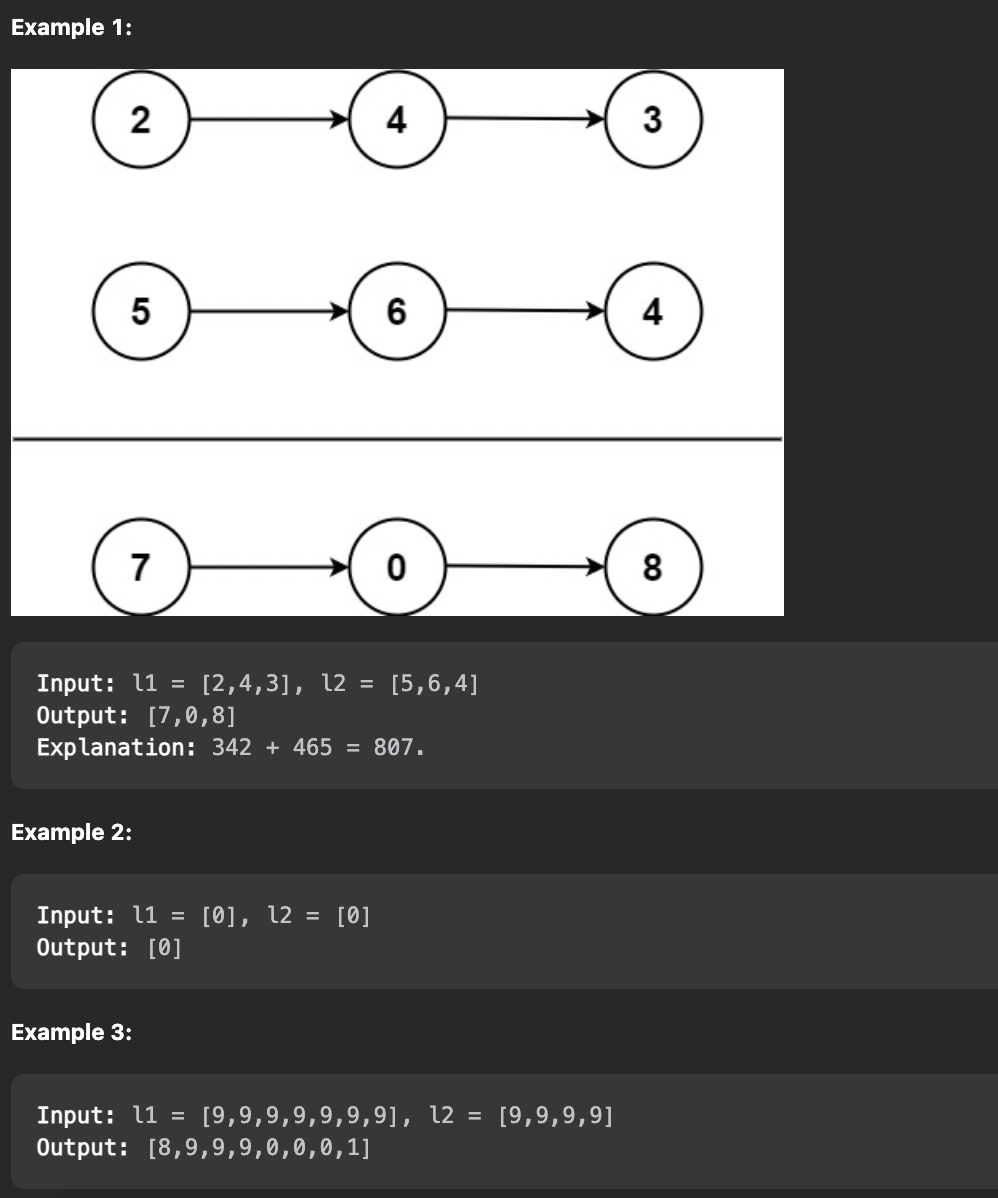 Example 1:
2 4 3
5 6 4
7 0 8
Input: l1 = [2,4,3], l2 = [5,6,4]
Output: [7,0,8]
Explanation: 342 + 465 = 807.
Example 2:
Input: l1 = [0], l2 = [0]
Output: [0]
Example 3:
Input: l1 = [9,9,9,9,9,9,9], l2 = [9,9,9,9]
Output: [8,9,9,9,0,0,0,1]